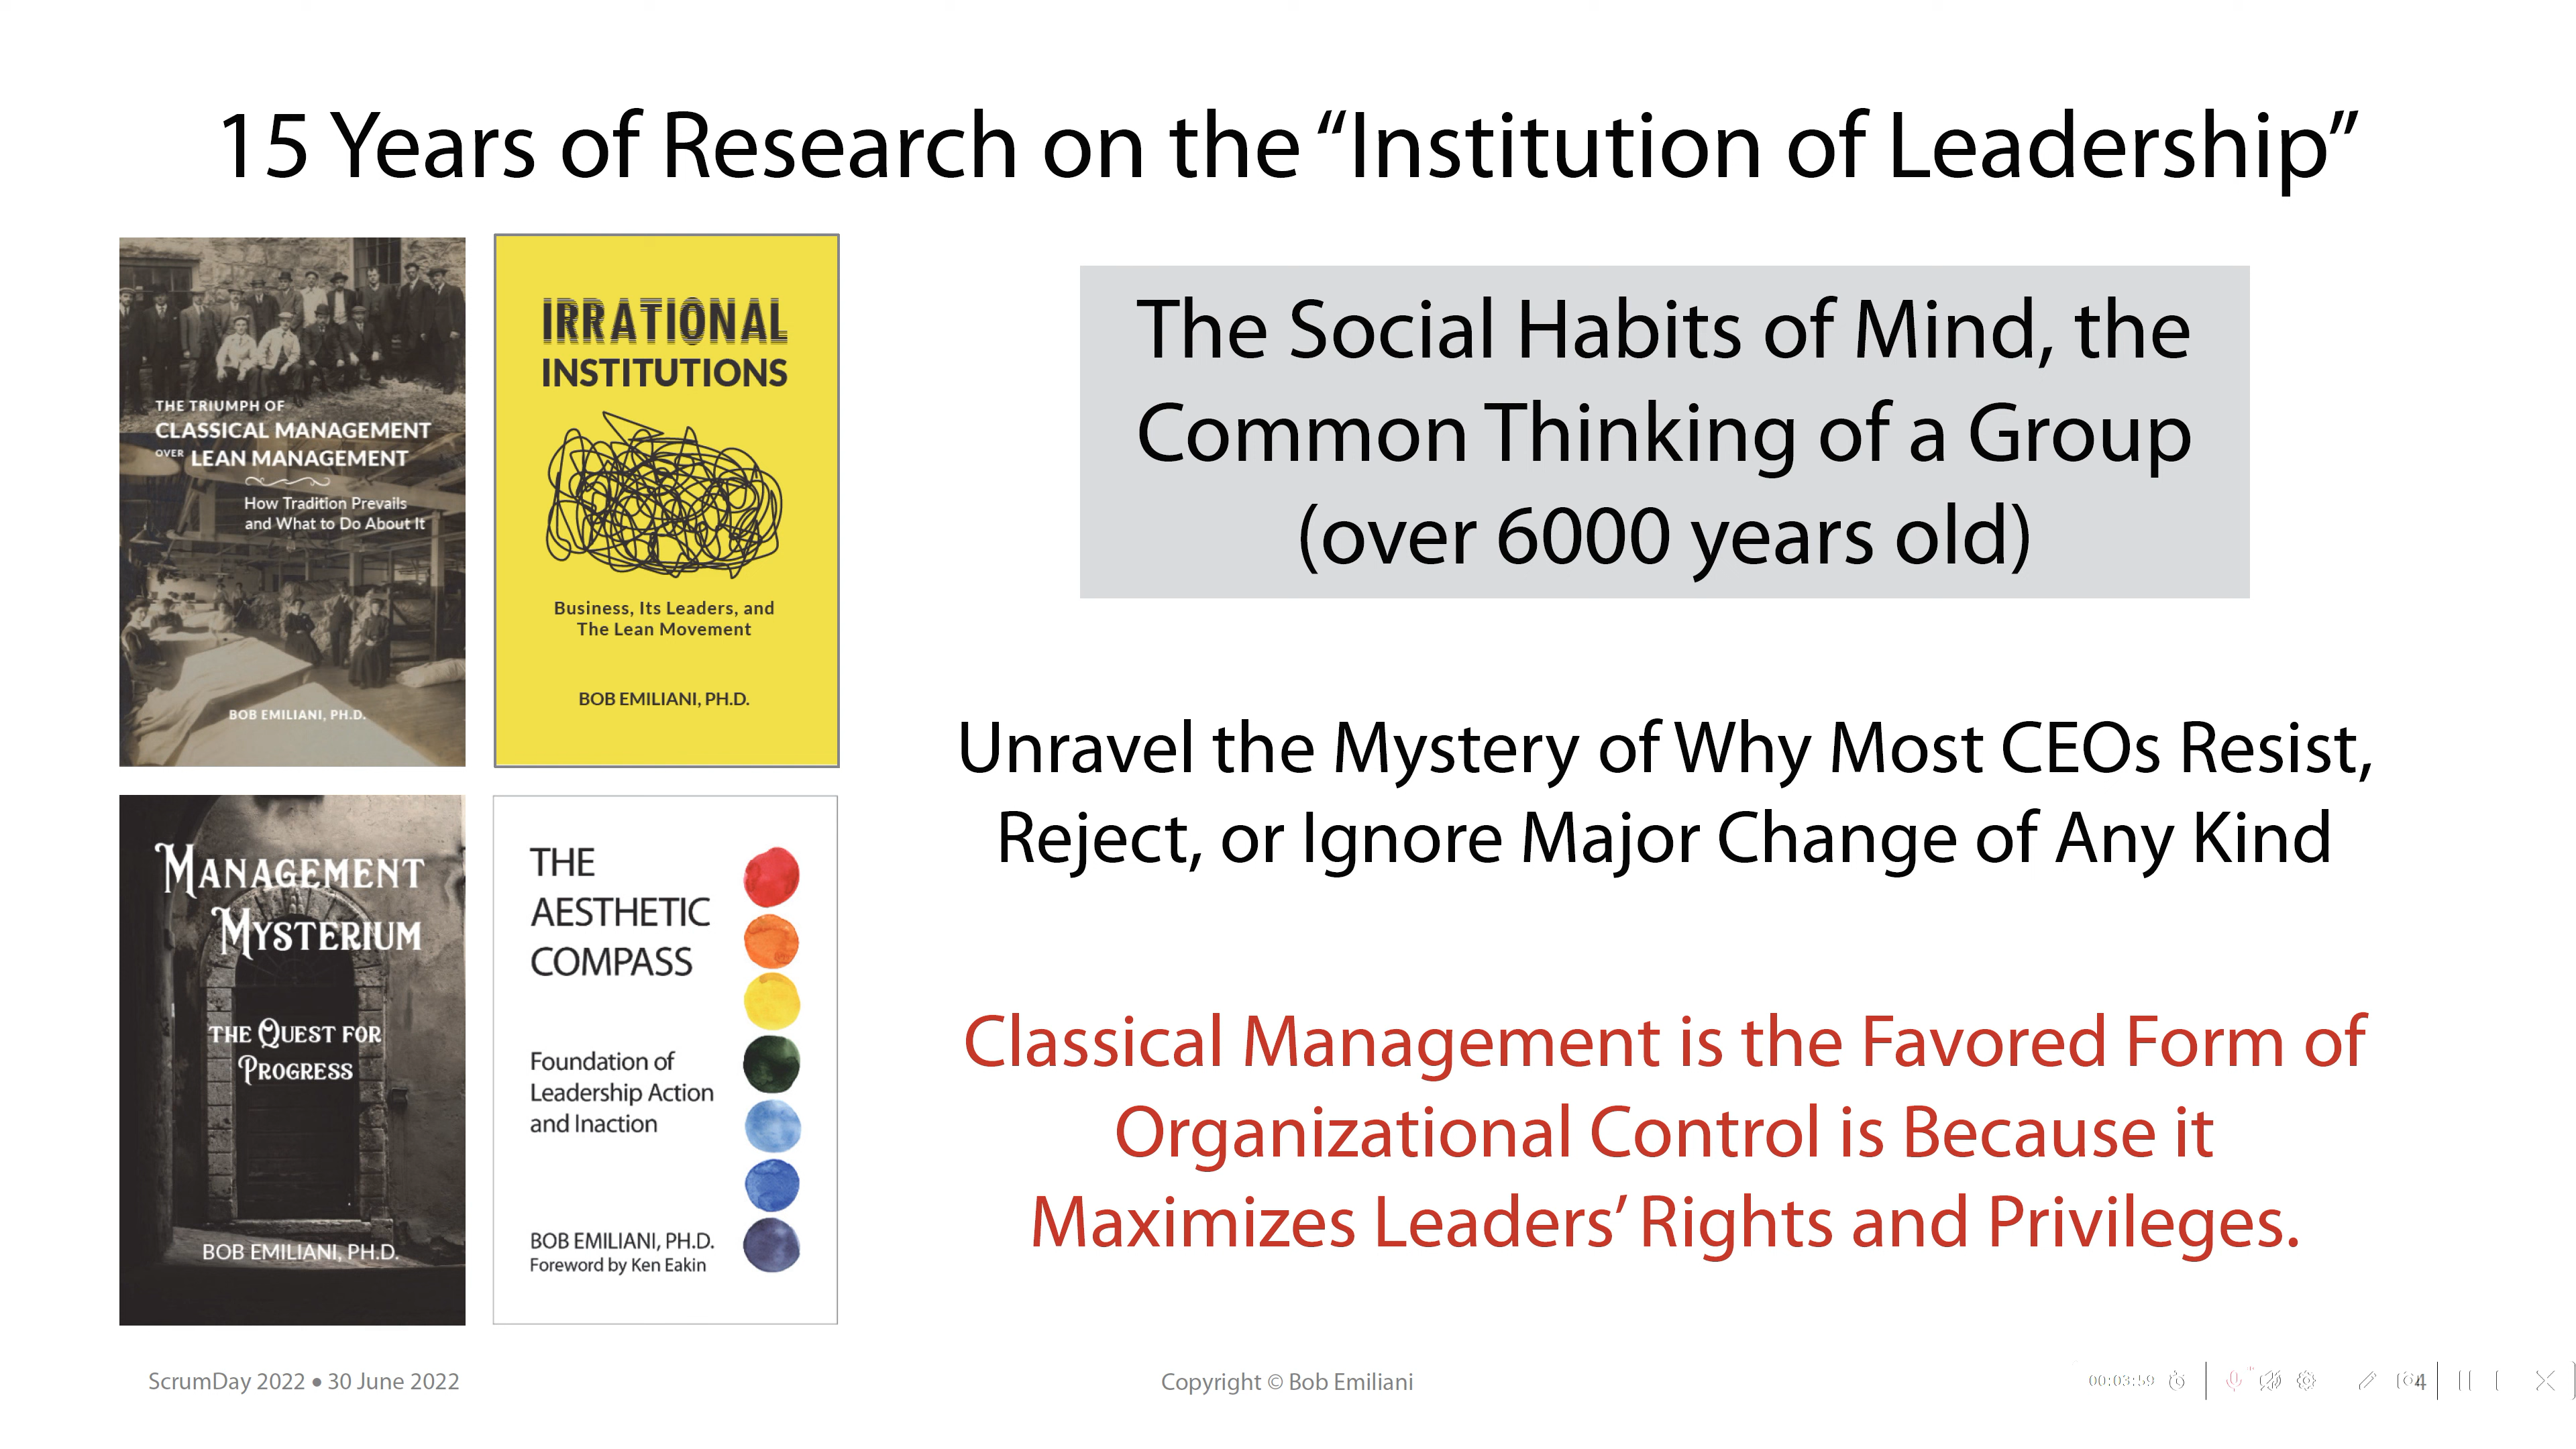 15 Years of Research on the “Institution of Leadership”
THE TRIUMPH OF
CLASSICAL MANAGEMENT
OVER LEAN MANAGEMENT
How Tradition Prevails
and What to Do About It
BOB EMILIANI, PH.D.
IRRATIONAL
INSTITUTIONS
Business, Its Leaders, and
The Lean Movement
BOB EMILIANI, PH.D.
MANAGEMENT
MYSTERIUM
THE QUEST FOR
PROGRESS
BOB EMILIANI, PH.D.
THE
AESTHETIC
COMPASS
Foundation of
Leadership Action
and Inaction
BOB EMILIANI, PH.D.
Foreword by Ken Eakin
The Social Habits of Mind, the
Common Thinking of a Group
(over 6000 years old)
Unravel the Mystery of Why Most CEOs Resist,
Reject, or Ignore Major Change of Any Kind
Classical Management is the Favored Form of
Organizational Control is Because it
Maximizes Leaders’ Rights and Privileges.
ScrumDay 2022 • 30 June 2022
Copyright © Bob Emiliani
00:03:59
4